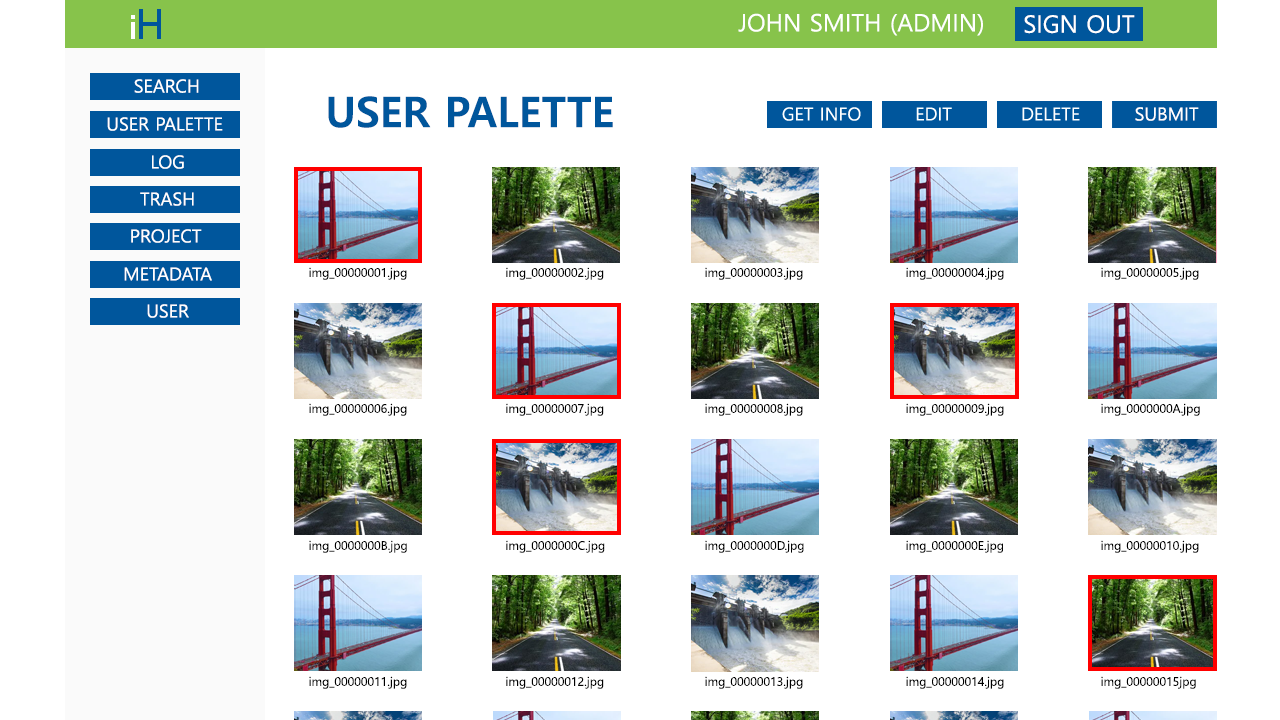 iH
JOHN SMITH (ADMIN)
SIGN OUT
SEARCH
USER PALETTE
LOG
TRASH
PROJECT
METADATA
USER
USER PALETTE
GET INFO
EDIT
DELETE
SUBMIT
img_00000001.jpg
img_00000002.jpg
img_00000003.jpg
img_00000004.jpg
img_00000005.jpg
img_00000006.jpg
img_00000007.jpg
img_00000008.jpg
img_00000009.jpg
img_0000000A.jpg
img_0000000B.jpg
img_0000000C.jpg
img_0000000D.jpg
img_0000000E.jpg
img_00000010.jpg
img_00000011.jpg
img_00000012.jpg
img_00000013.jpg
img_00000014.jpg
img_00000015jpg